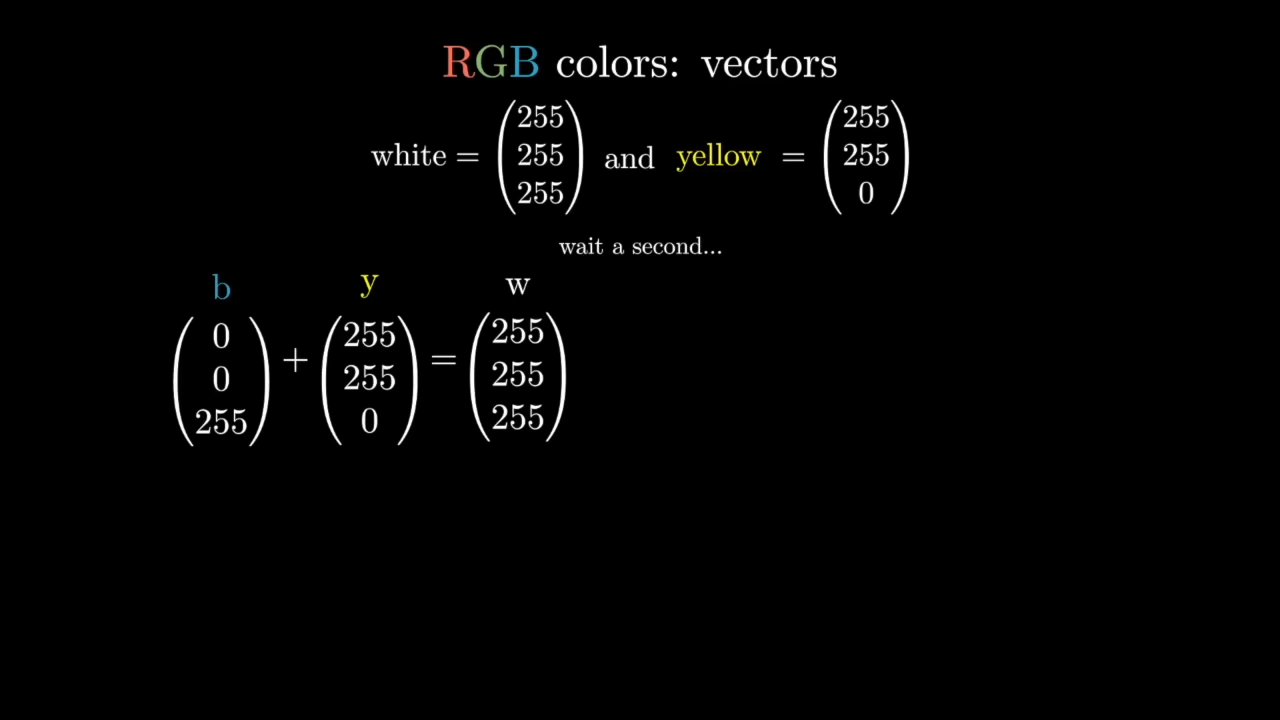 RGB colors: vectors
white = (255 255 255) and yellow = (255 255 0)
wait a second...
b y w
(0 0 255) + (255 255 0) = (255 255 255)